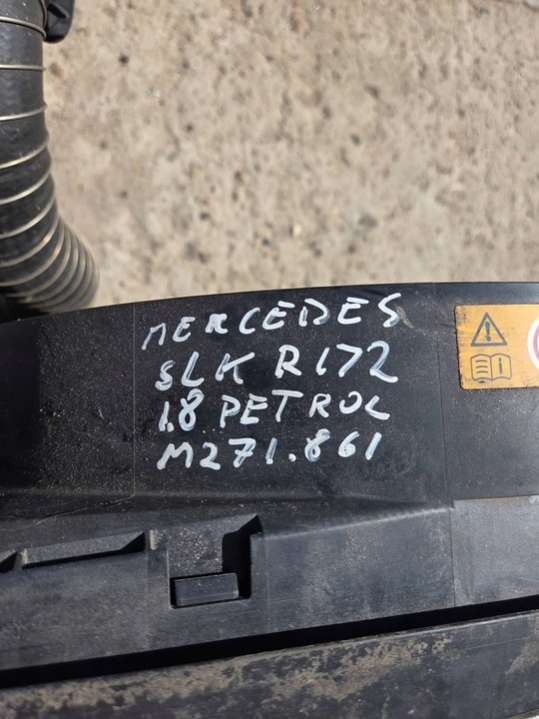 MERCEDES
SLK R172
1.8 PETROL
M271.861